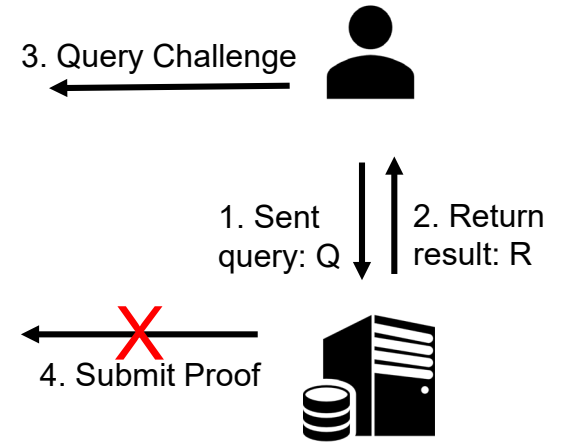 3. Query Challenge
1. Sent
query: Q
2. Return
result: R
4. Submit Proof